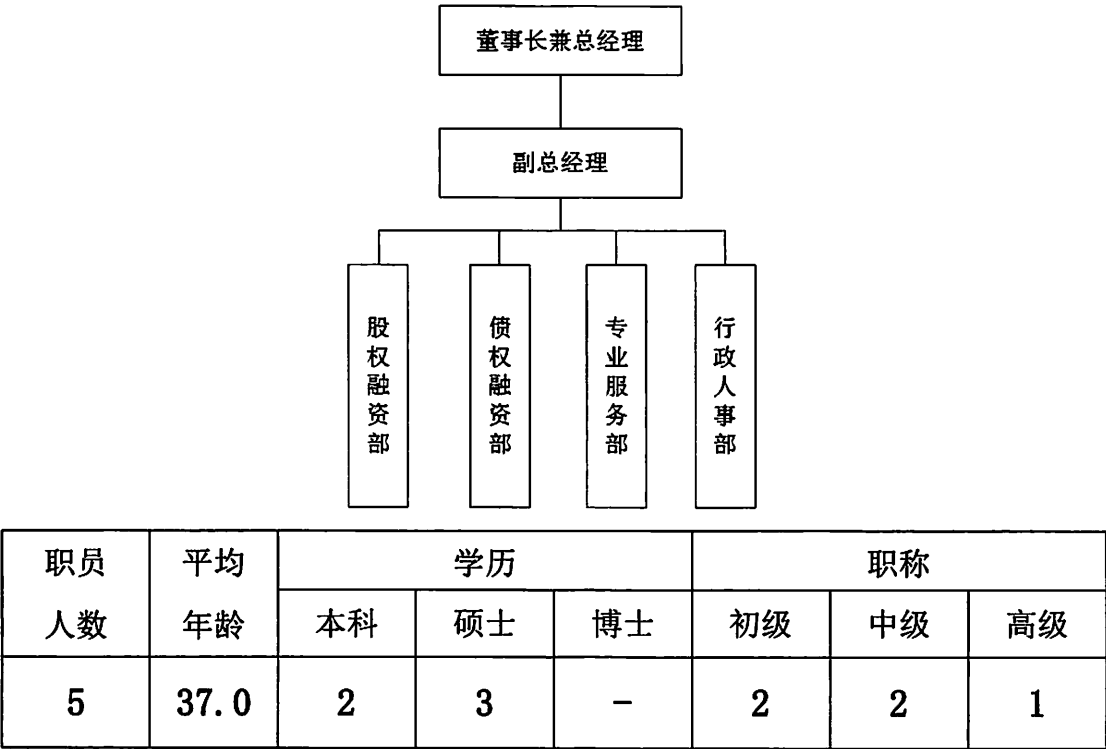 董事长兼总经理
副总经理
股权融资部
债权融资部
专业服务部
行政人事部
职员人数 平均年龄 学历 职称
本科 硕士 博士 初级 中级 高级
5 37.0 2 3 - 2 2 1